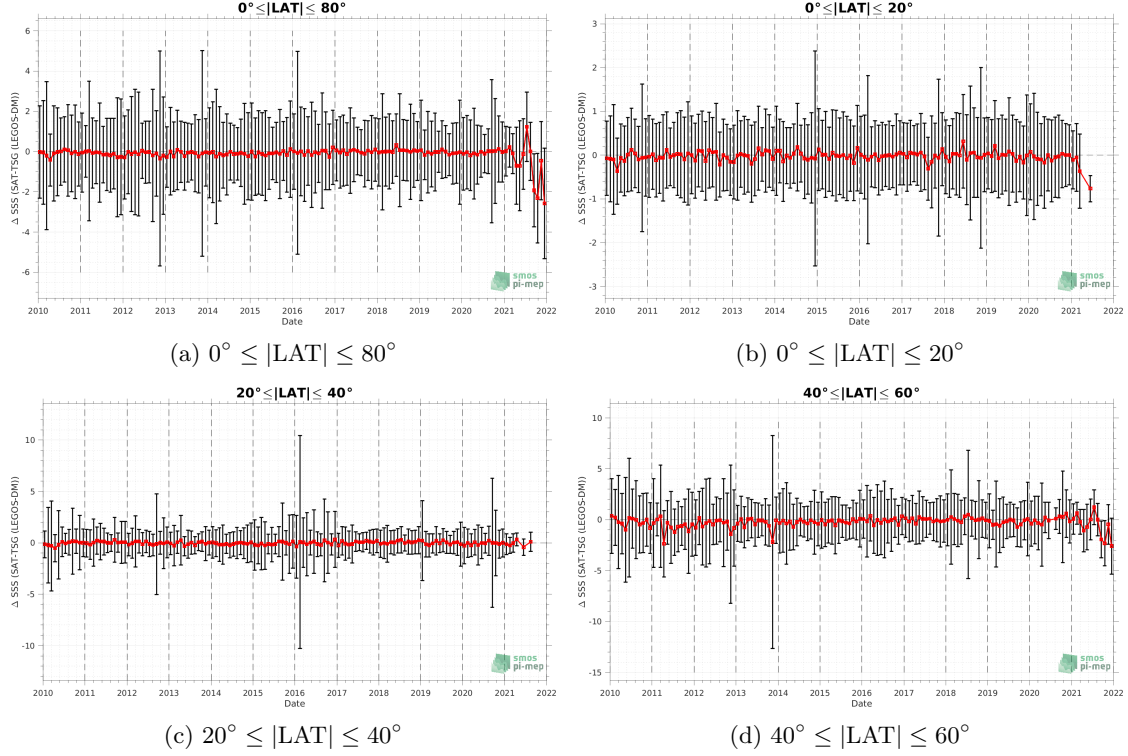 0°≤|LAT|≤ 80°
6
4
2
0
-2
-4
-6
Δ SSS (SAT-TSG (LEGOS-DM))
2010 2011 2012 2013 2014 2015 2016 2017 2018 2019 2020 2021 2022
Date
smos
pi-mep
(a) 0° ≤ |LAT| ≤ 80°
0°≤|LAT|≤ 20°
3
2
1
0
-1
-2
-3
Δ SSS (SAT-TSG (LEGOS-DM))
2010 2011 2012 2013 2014 2015 2016 2017 2018 2019 2020 2021 2022
Date
smos
pi-mep
(b) 0° ≤ |LAT| ≤ 20°
20°≤|LAT|≤ 40°
10
5
0
-5
-10
Δ SSS (SAT-TSG (LEGOS-DM))
2010 2011 2012 2013 2014 2015 2016 2017 2018 2019 2020 2021 2022
Date
smos
pi-mep
(c) 20° ≤ |LAT| ≤ 40°
40°≤|LAT|≤ 60°
10
5
0
-5
-10
-15
Δ SSS (SAT-TSG (LEGOS-DM))
2010 2011 2012 2013 2014 2015 2016 2017 2018 2019 2020 2021 2022
Date
smos
pi-mep
(d) 40° ≤ |LAT| ≤ 60°